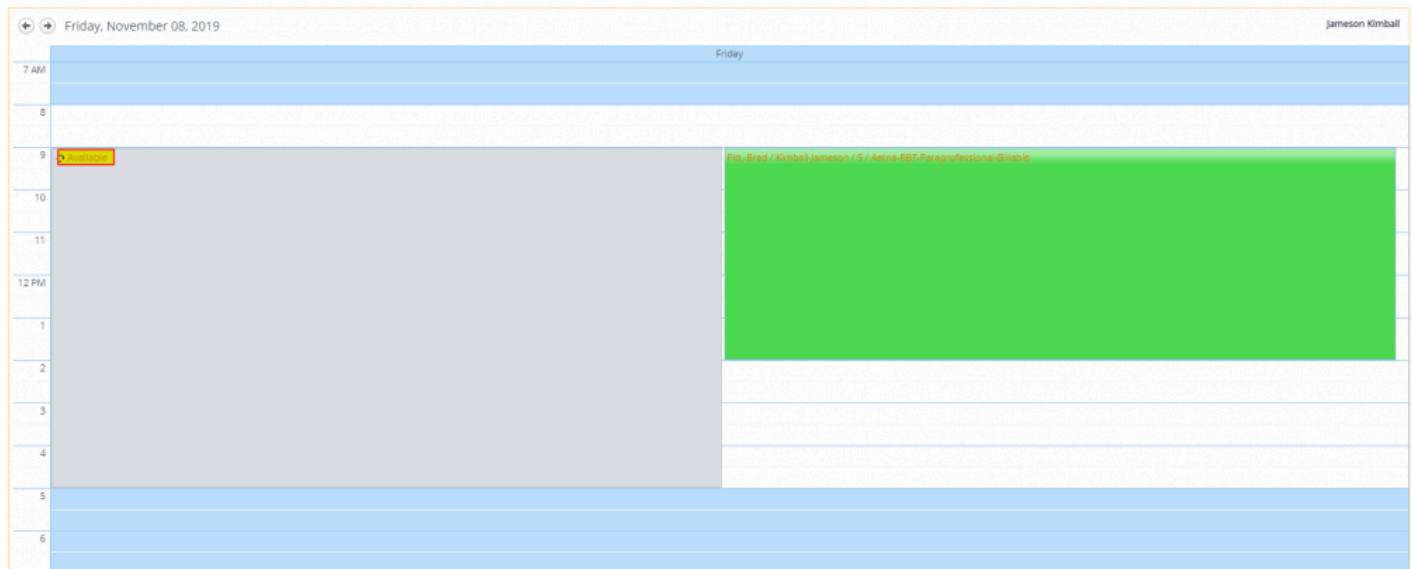 Friday, November 08, 2019
Jameson Kimball
Friday
7 AM
8
9
Available
Pitt, Brad / Kimball Jameson / 5 / Aetna-RBT-Paraprofessional-Billable
10
11
12 PM
1
2
3
4
5
6